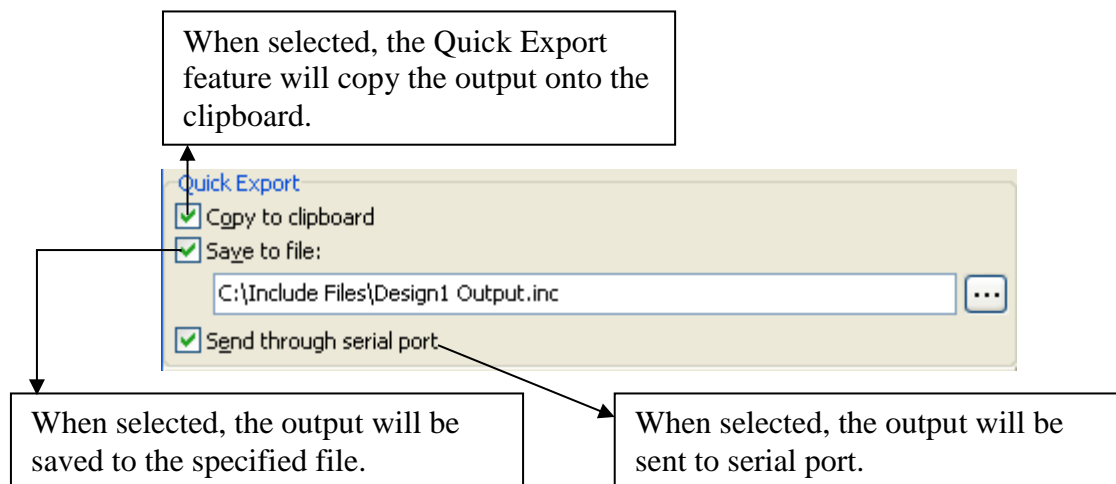 When selected, the Quick Export
feature will copy the output onto the
clipboard.
Quick Export
Copy to clipboard
Save to file:
C:\Include Files\Design1 Output.inc
...
Send through serial port
When selected, the output will be
saved to the specified file.
When selected, the output will be
sent to serial port.